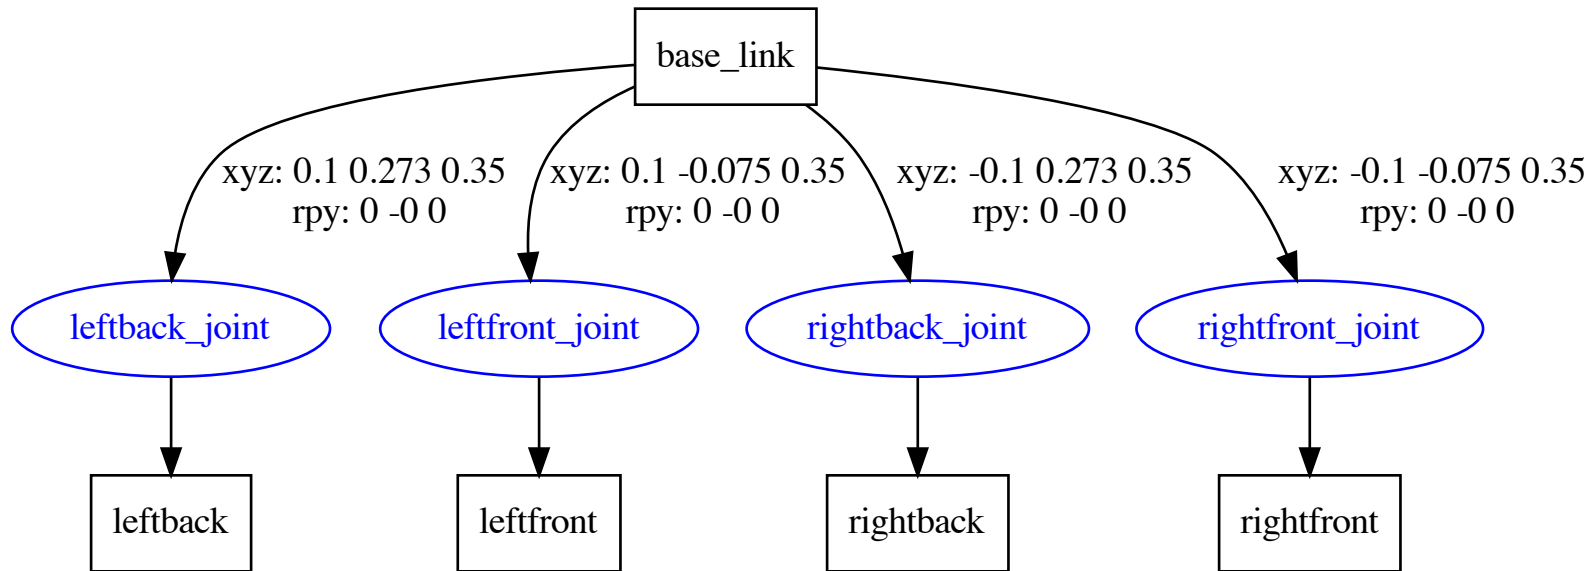 base_link
xyz: 0.1 0.273 0.35
rpy: 0 -0 0
xyz: 0.1 -0.075 0.35
rpy: 0 -0 0
xyz: -0.1 0.273 0.35
rpy: 0 -0 0
xyz: -0.1 -0.075 0.35
rpy: 0 -0 0
leftback_joint
leftfront_joint
rightback_joint
rightfront_joint
leftback
leftfront
rightback
rightfront